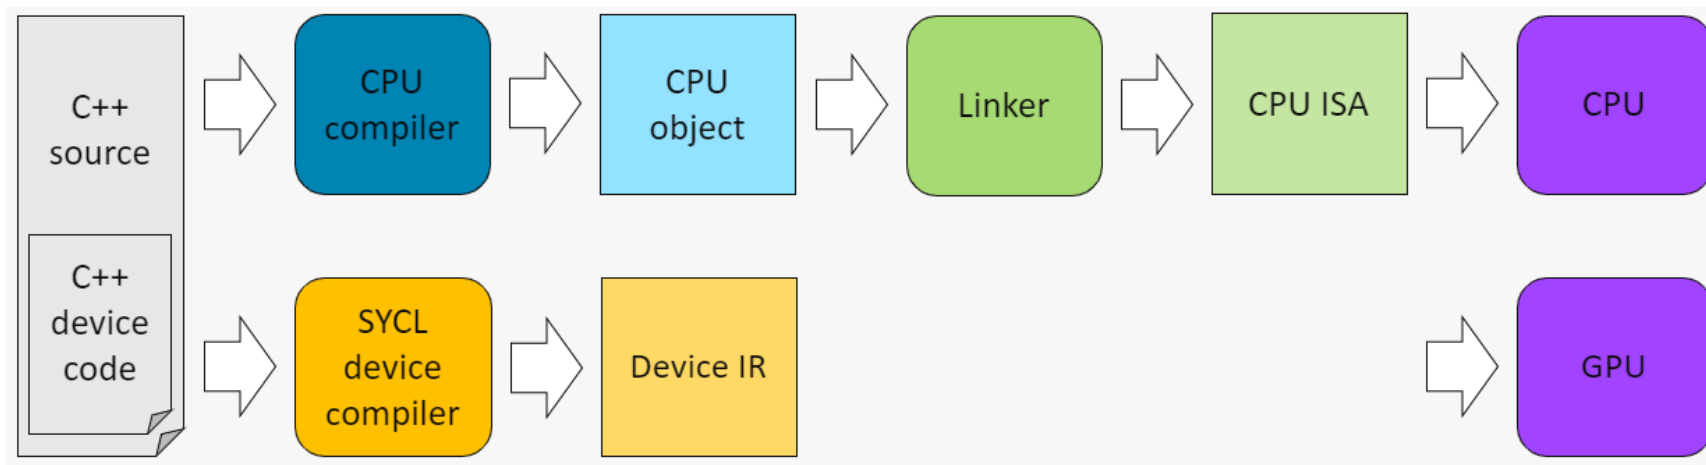 C++
source
CPU
compiler
CPU
object
Linker
CPU ISA
CPU
C++
device
code
SYCL
device
compiler
Device IR
GPU